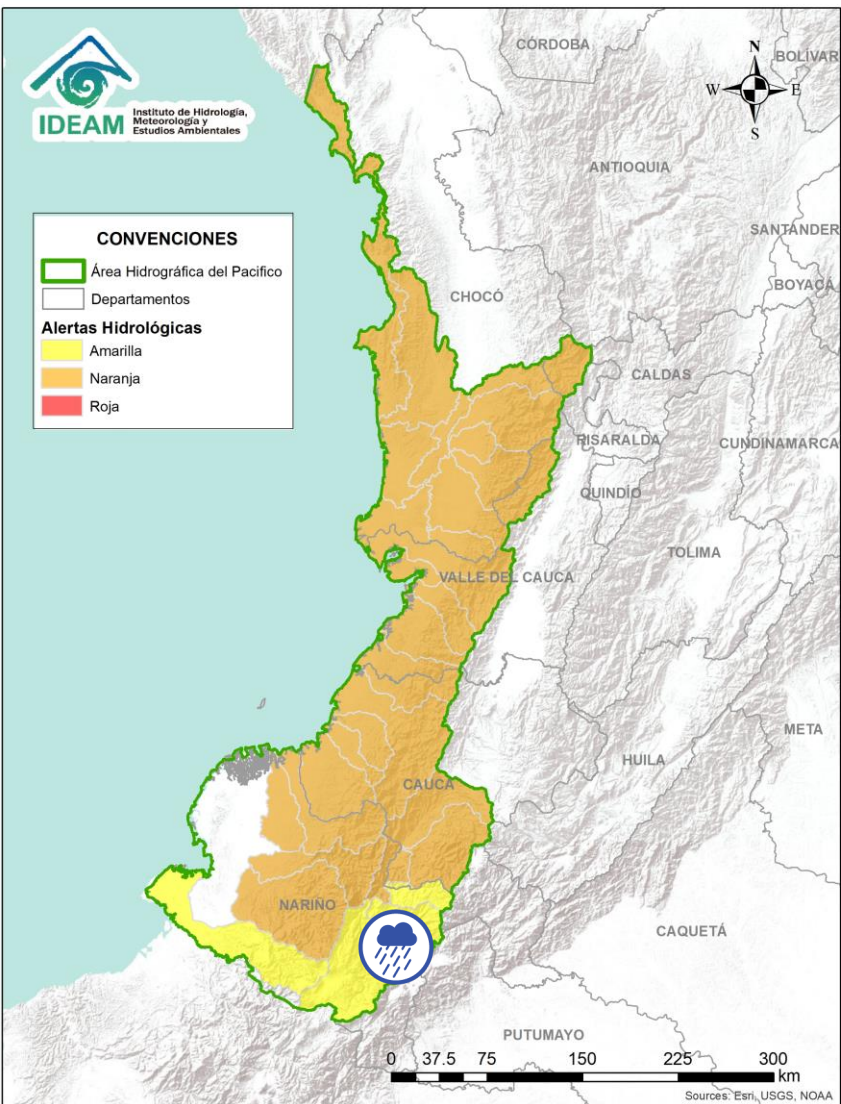 CÓRDOBA
BOLÍVAR
N
W E
S
IDEAM
Instituto de Hidrología,
Meteorología y
Estudios Ambientales
ANTIOQUIA
SANTANDER
CONVENCIONES
Área Hidrográfica del Pacifico
Departamentos
Alertas Hidrológicas
Amarilla
Naranja
Roja
BOYACÁ
CHOCÓ
CALDAS
RISARALDA
CUNDINAMARCA
QUINDÍO
TOLIMA
VALLE DEL CAUCA
META
HUILA
CAUCA
NARIÑO
CAQUETÁ
PUTUMAYO
0 37.5 75 150 225 300
km
Sources: Esri, USGS, NOAA